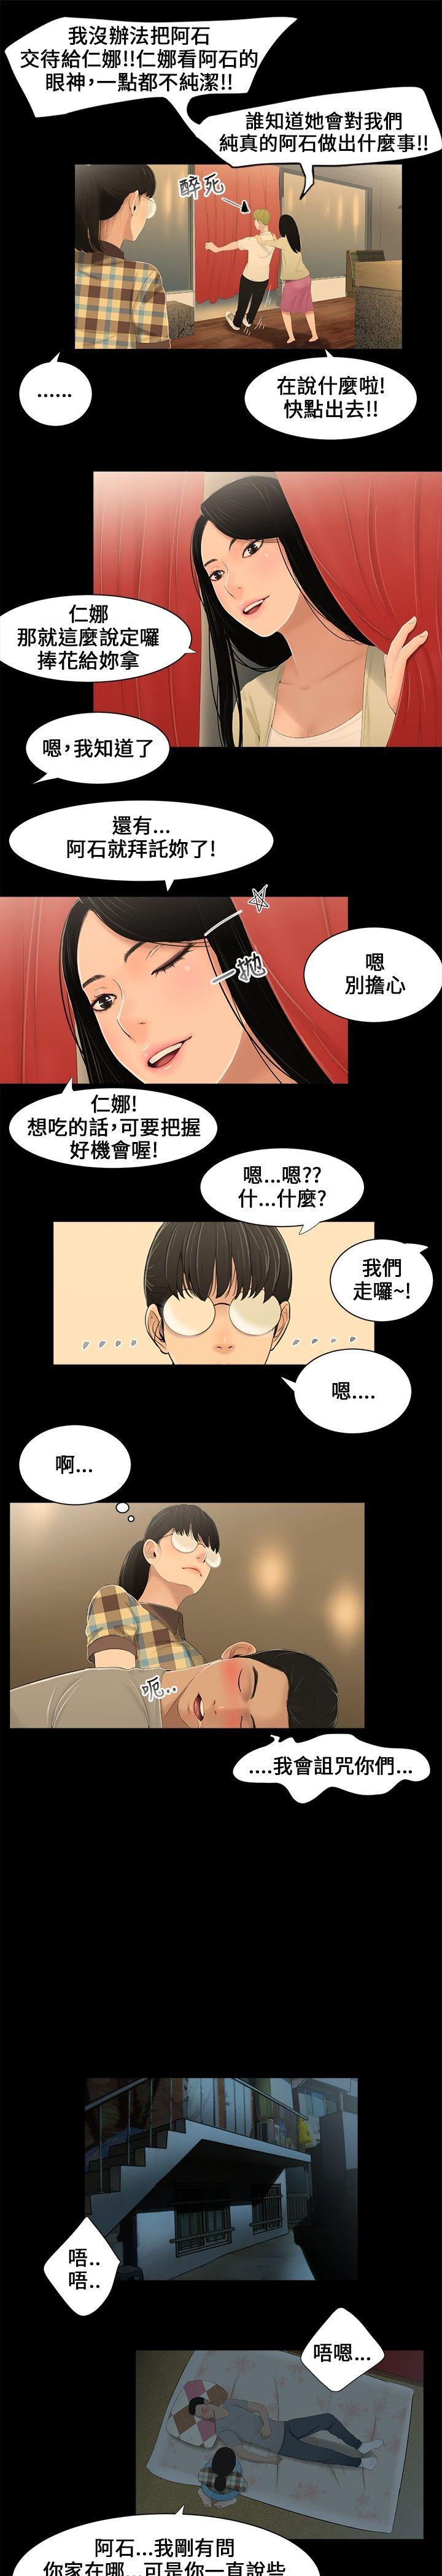 我沒辦法把阿石
交待給仁娜!!仁娜看阿石的
眼神,一點都不純潔!!
誰知道她會對我們
純真的阿石做出什麼事!!
醉死
......
在說什麼啦!
快點出去!!
仁娜
那就這麼說定囉
捧花給妳拿
嗯,我知道了
還有...
阿石就拜託妳了!
一拋
嗯
別擔心
仁娜!
想吃的話,可要把握
好機會喔!
嗯...嗯??
什...什麼?
我們
走囉~!
嗯....
啊...
呃..
....我會詛咒你們...
唔..
唔..
唔嗯...
阿石...我剛有問
你家在哪...可是你一直說些